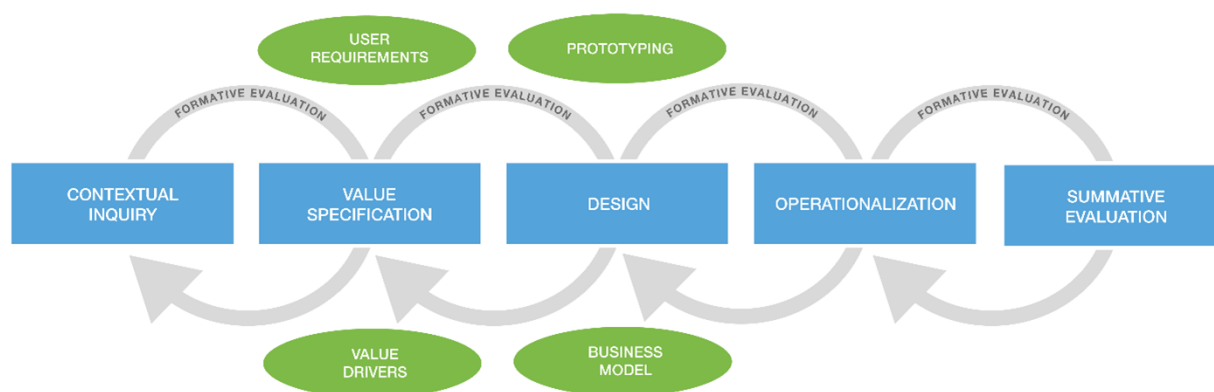 USER
REQUIREMENTS
PROTOTYPING
FORMATIVE EVALUATION
FORMATIVE EVALUATION
FORMATIVE EVALUATION
FORMATIVE EVALUATION
CONTEXTUAL
INQUIRY
VALUE
SPECIFICATION
DESIGN
OPERATIONALIZATION
SUMMATIVE
EVALUATION
VALUE
DRIVERS
BUSINESS
MODEL